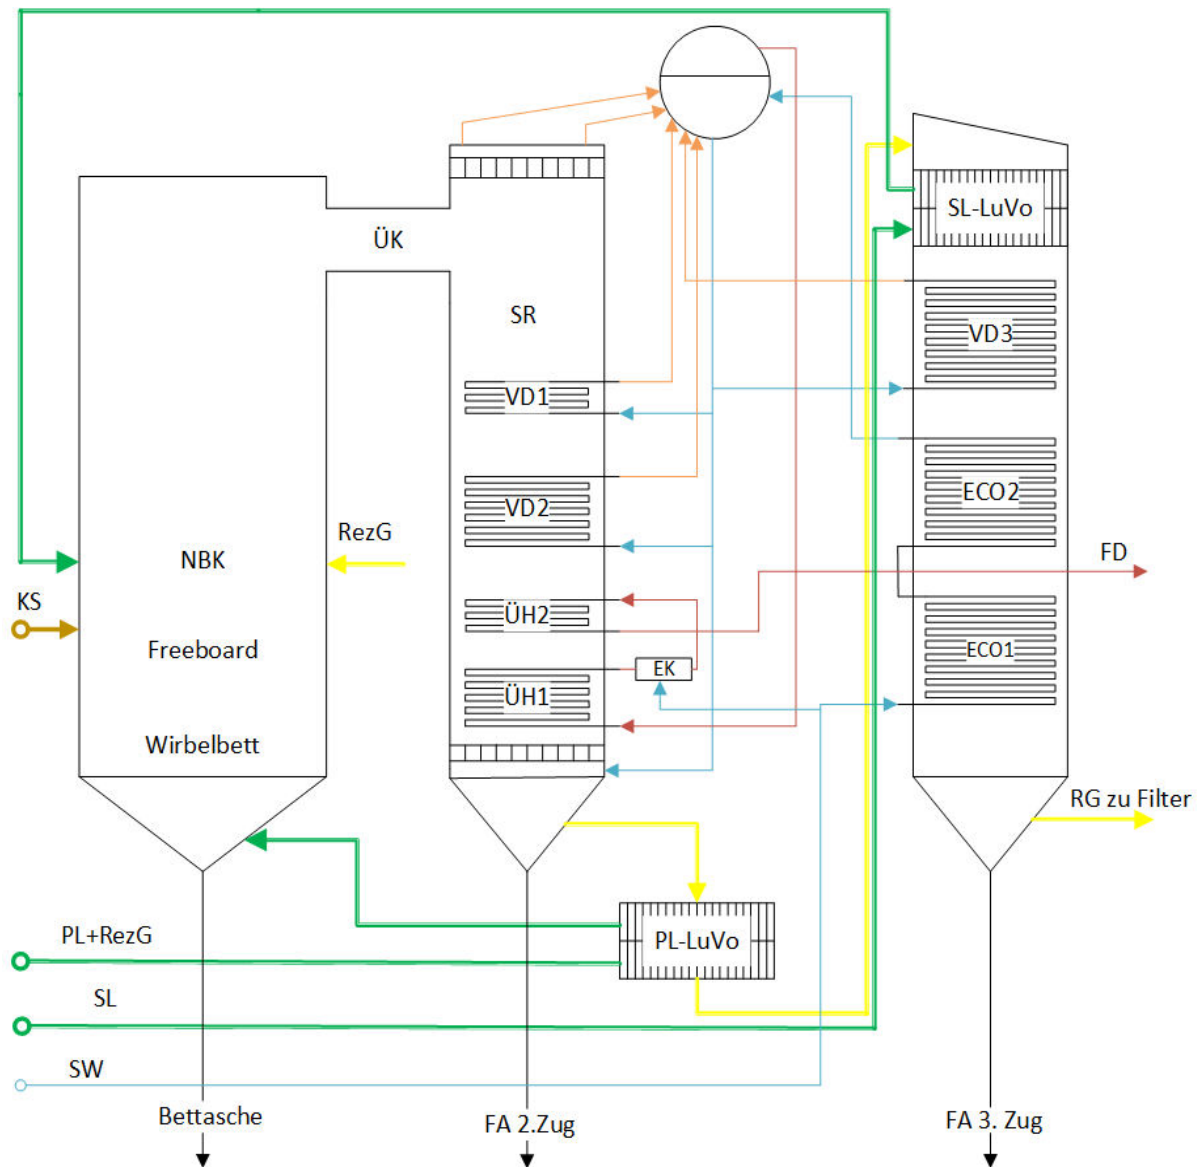 SL-LuVo
ÜK
SR
VD3
VD1
ECO2
VD2
RezG
FD
NBK
KS
ÜH2
Freeboard
ECO1
EK
ÜH1
Wirbelbett
RG zu Filter
PL+RezG
PL-LuVo
SL
SW
Bettasche
FA 2.Zug
FA 3. Zug